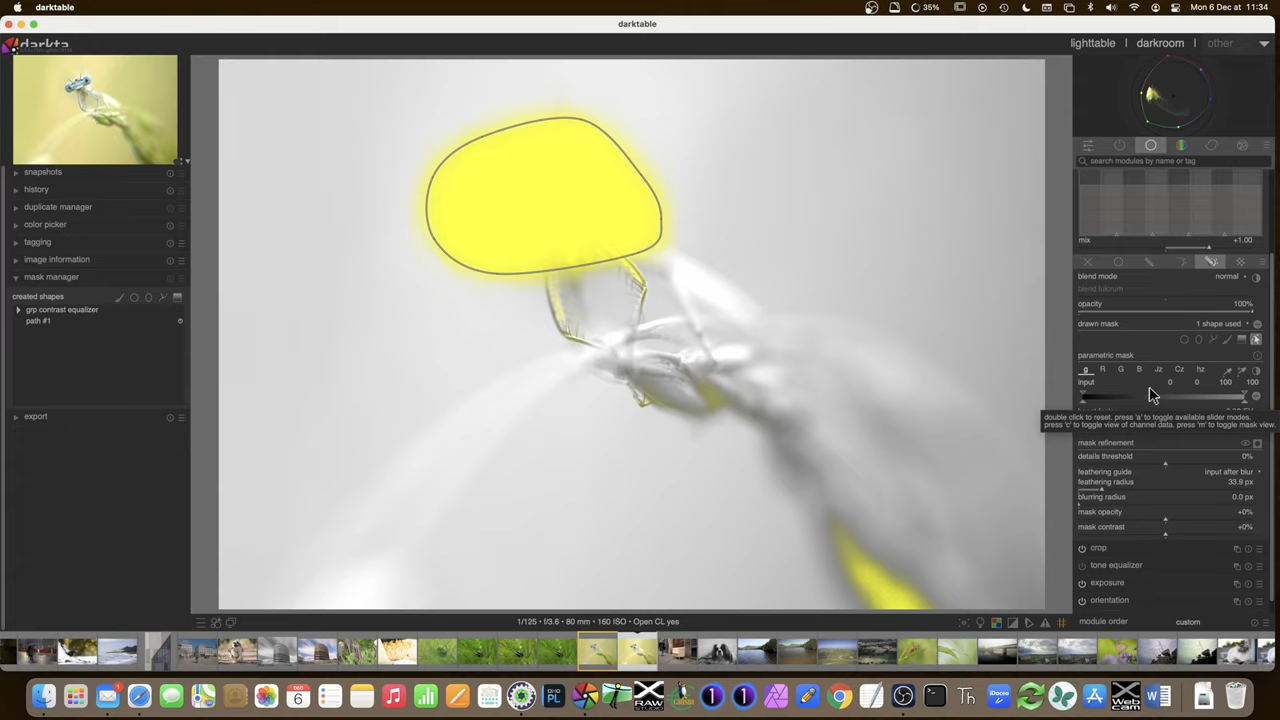 darktable
35%
Mon 6 Dec at 11:34
darktable
darkta
lighttable | darkroom | other
snapshots
history
duplicate manager
color picker
tagging
image information
mask manager
created shapes
grp contrast equalizer
path #1
export
search modules by name or tag
mix +1.00
blend mode normal
blend fulcrum
opacity 100%
drawn mask 1 shape used
parametric mask
g R G B Jz Cz hz
input 0 0 100 100
double click to reset. press 'a' to toggle available slider modes.
press 'c' to toggle view of channel data. press 'm' to toggle mask view.
mask refinement
details threshold 0%
feathering guide input after blur
feathering radius 33.9 px
blurring radius 0.0 px
mask opacity +0%
mask contrast +0%
crop
tone equalizer
exposure
orientation
module order custom
1/125 • f/3.6 • 80 mm • 160 ISO • Open CL yes